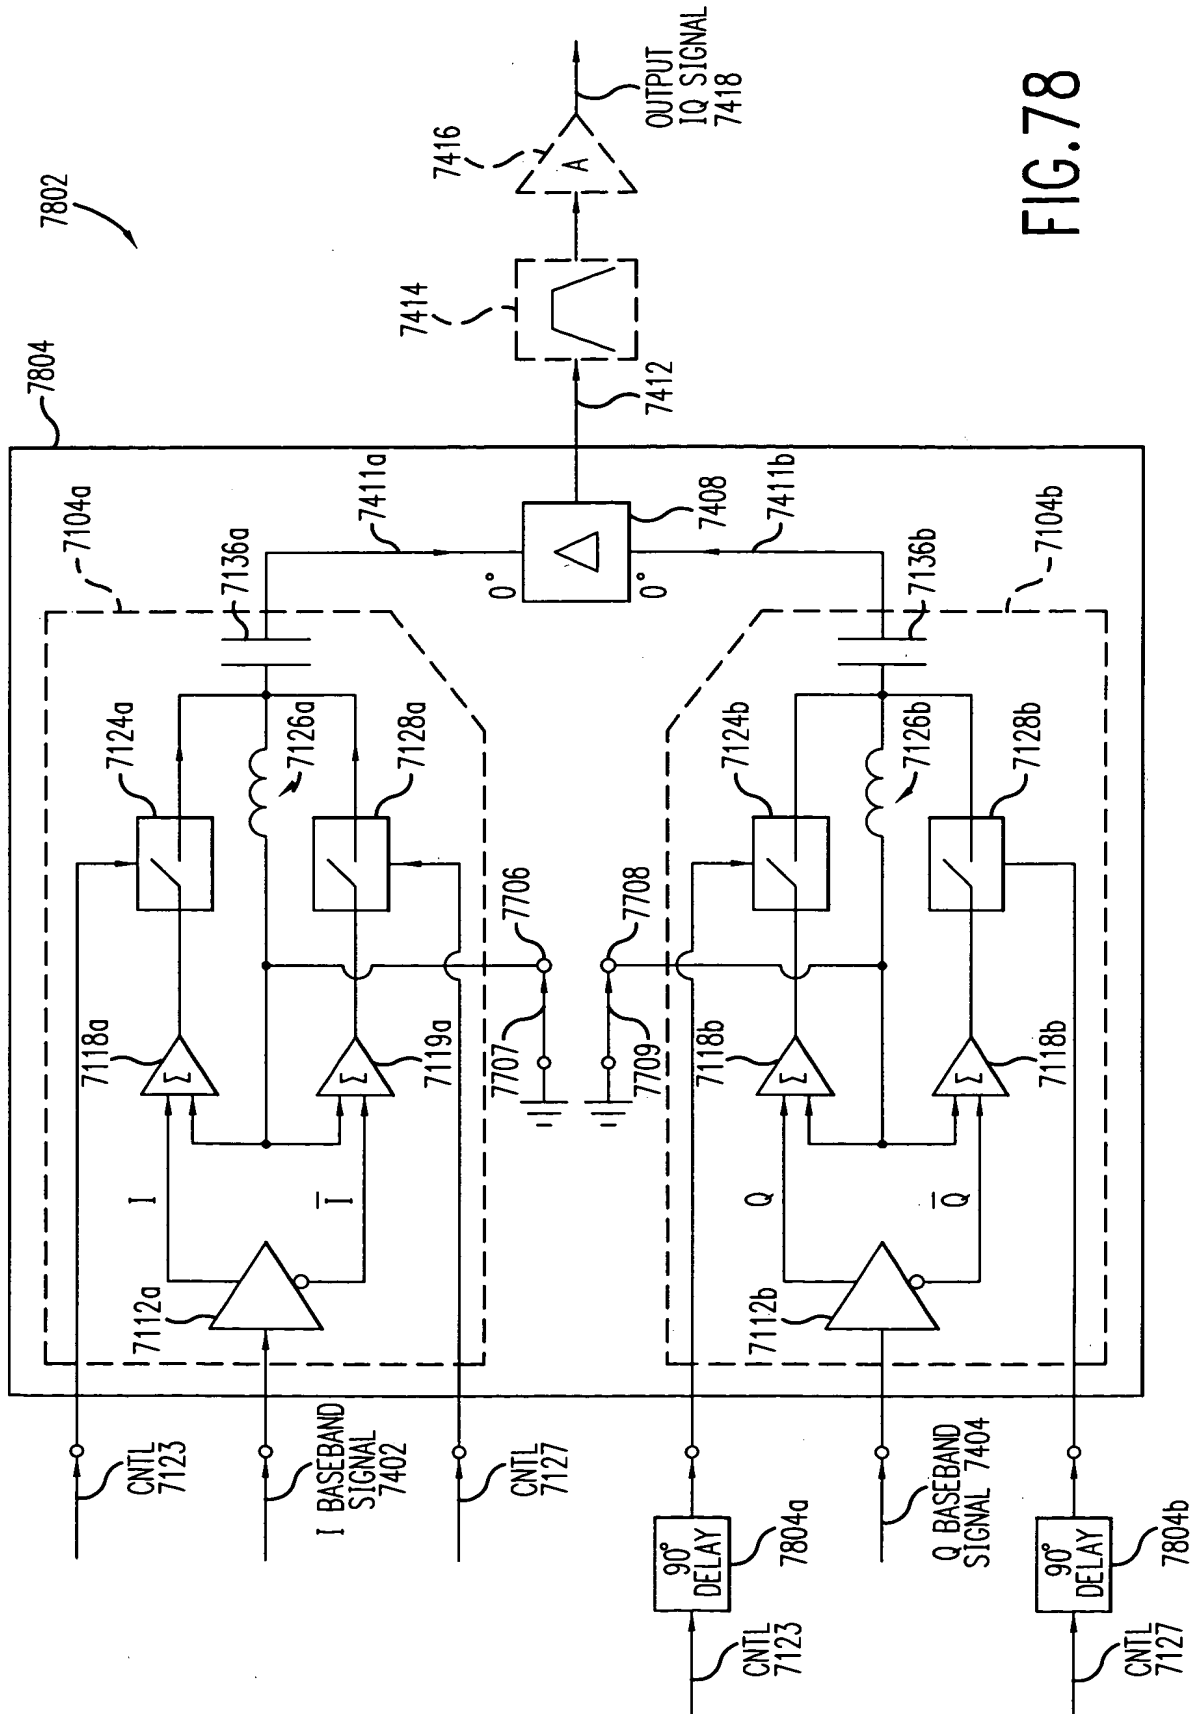 7802
7804
7104a
7124a
7136a
7126a
7128a
7118a
7119a
7112a
I
I̅
Σ
Σ
CNTL
7123
I BASEBAND
SIGNAL
7402
CNTL
7127
7706
7707
7708
7709
7411a
0°
7408
0°
7411b
7412
7414
7416
A
OUTPUT
IQ SIGNAL
7418
7104b
7124b
7136b
7126b
7128b
7118b
7118b
7112b
Q
Q̅
Σ
Σ
90°
DELAY
7804a
CNTL
7123
Q BASEBAND
SIGNAL 7404
90°
DELAY
7804b
CNTL
7127
FIG.78